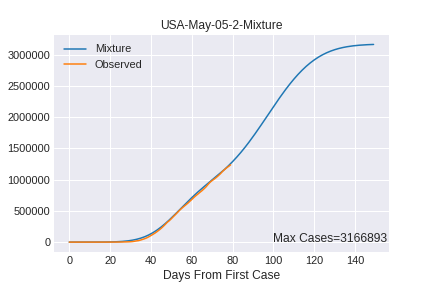 USA-May-05-2-Mixture
3000000
2500000
2000000
1500000
1000000
500000
0
Mixture
Observed
Max Cases=3166893
0 20 40 60 80 100 120 140
Days From First Case